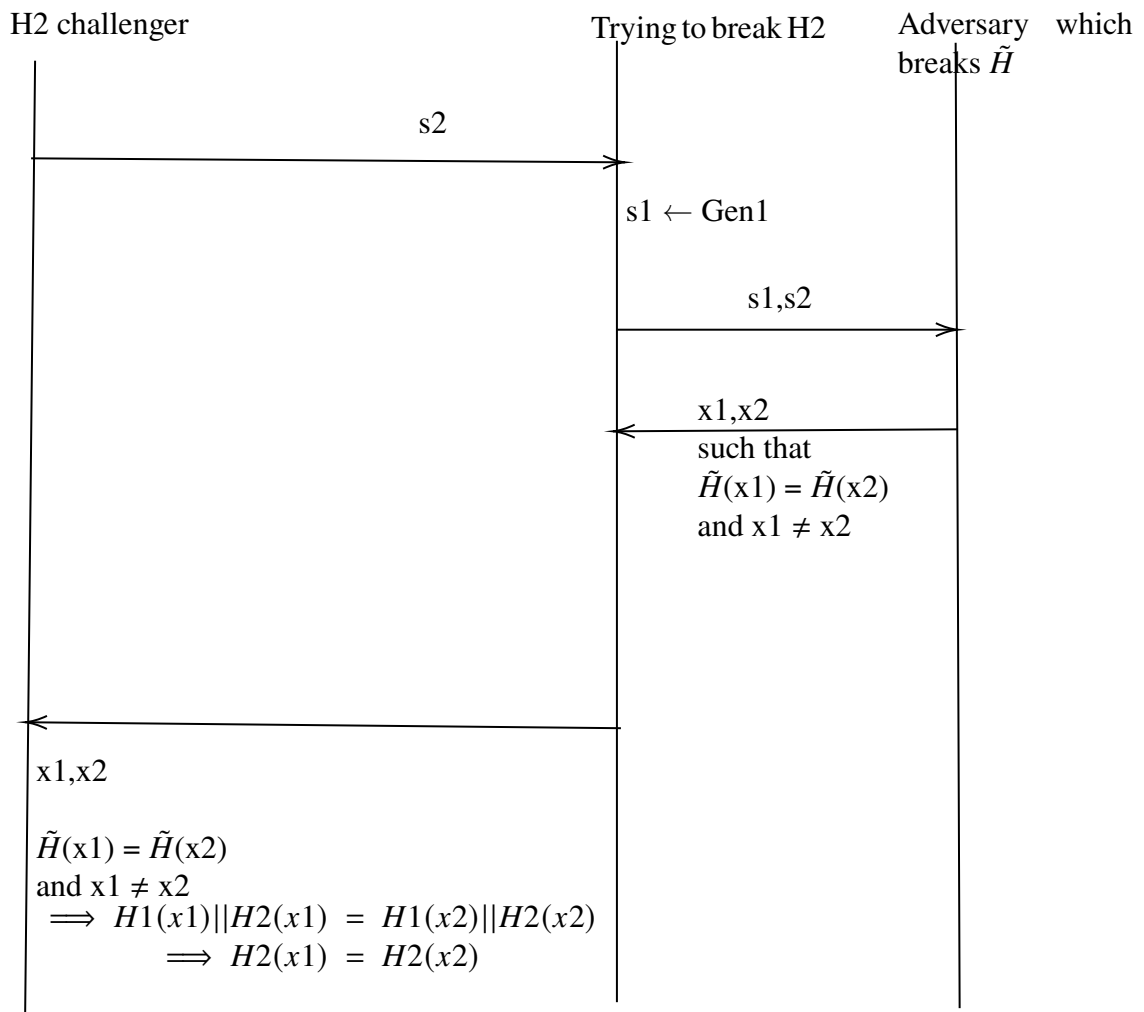 H2 challenger
Trying to break H2
Adversary which
breaks H̃
s2
s1 ← Gen1
s1,s2
x1,x2
such that
H̃(x1) = H̃(x2)
and x1 ≠ x2
x1,x2
H̃(x1) = H̃(x2)
and x1 ≠ x2
⟹ H1(x1)||H2(x1) = H1(x2)||H2(x2)
⟹ H2(x1) = H2(x2)